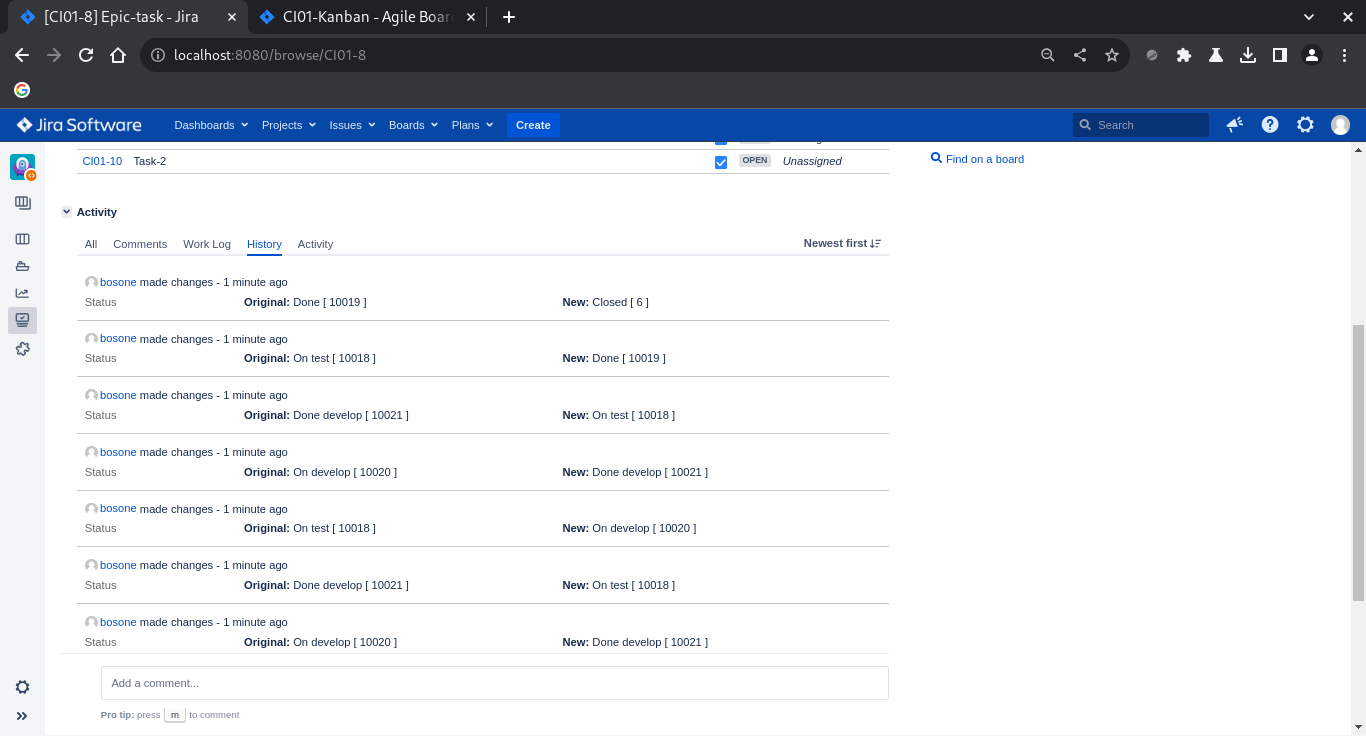 [CI01-8] Epic-task - Jira
CI01-Kanban - Agile Boar
localhost:8080/browse/CI01-8
Jira Software
Dashboards Projects Issues Boards Plans Create Search
CI01-10 Task-2 OPEN Unassigned
Find on a board
Activity
All Comments Work Log History Activity Newest first
bosone made changes - 1 minute ago
Status Original: Done [ 10019 ] New: Closed [ 6 ]
bosone made changes - 1 minute ago
Status Original: On test [ 10018 ] New: Done [ 10019 ]
bosone made changes - 1 minute ago
Status Original: Done develop [ 10021 ] New: On test [ 10018 ]
bosone made changes - 1 minute ago
Status Original: On develop [ 10020 ] New: Done develop [ 10021 ]
bosone made changes - 1 minute ago
Status Original: On test [ 10018 ] New: On develop [ 10020 ]
bosone made changes - 1 minute ago
Status Original: Done develop [ 10021 ] New: On test [ 10018 ]
bosone made changes - 1 minute ago
Status Original: On develop [ 10020 ] New: Done develop [ 10021 ]
Add a comment...
Pro tip: press m to comment